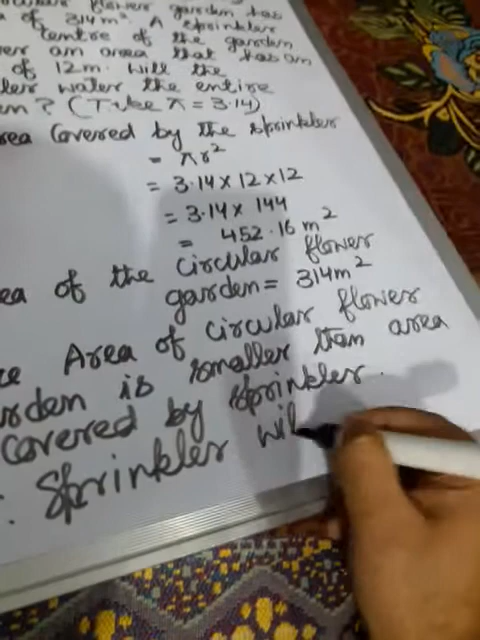 flower garden has
of 314m². A sprinkler
centre of the garden
an area that has an
of 12m. Will the
water the entire
? (Take π = 3.14)
Covered by the sprinkler
= πr²
= 3.14 × 12 × 12
= 3.14 × 144
= 452.16 m²
of the circular flower
garden = 314m²
Area of circular flower
is smaller than area
Covered by sprinkler.
: Sprinkler wil